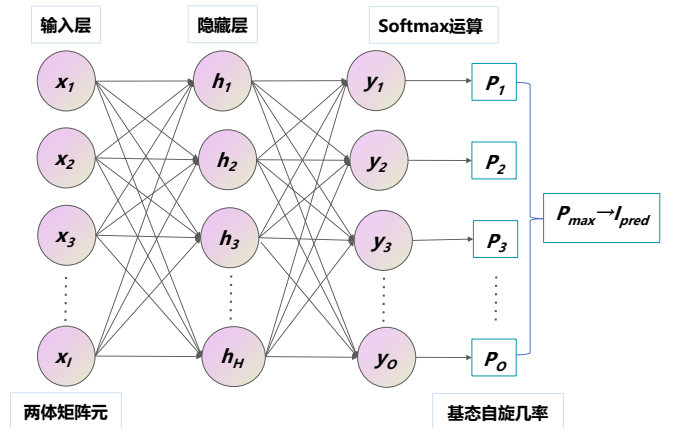 输入层 隐藏层 Softmax运算
x1 h1 y1 P1
x2 h2 y2 P2
Pmax→Ipred
x3 h3 y3 P3
xI hH yO PO
两体矩阵元 基态自旋几率